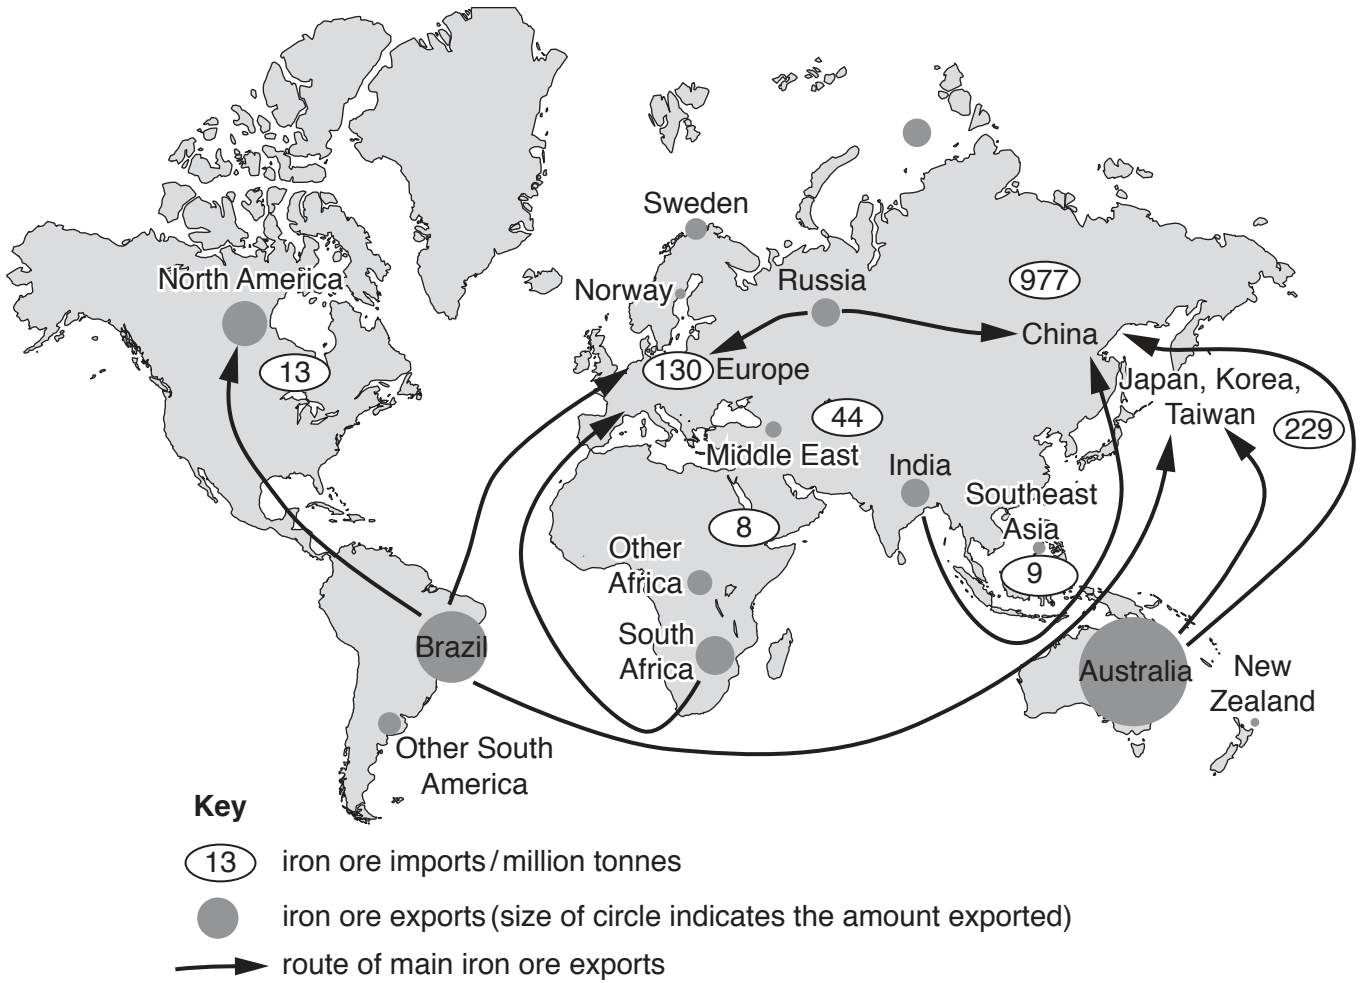 Sweden
North America
Norway
Russia
977
China
13
130
Europe
Japan, Korea,
Taiwan
44
229
Middle East
India
Southeast
Asia
8
Other
Africa
9
Brazil
South
Africa
Australia
New
Zealand
Other South
America
Key
13 iron ore imports / million tonnes
iron ore exports (size of circle indicates the amount exported)
route of main iron ore exports